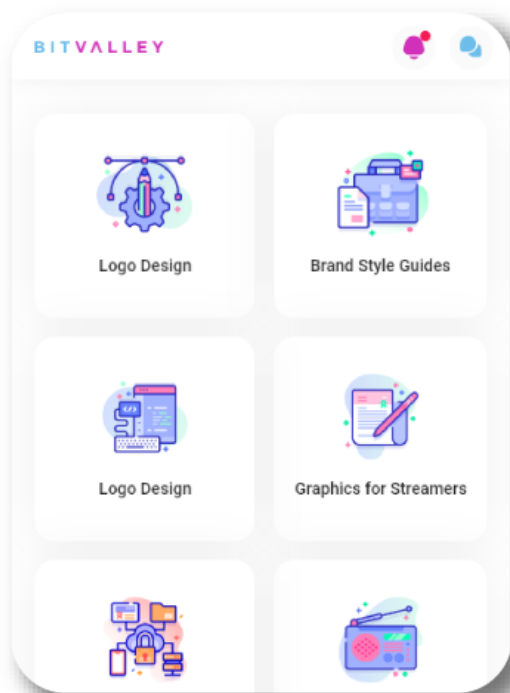 BITVALLEY
Logo Design
Brand Style Guides
Logo Design
Graphics for Streamers